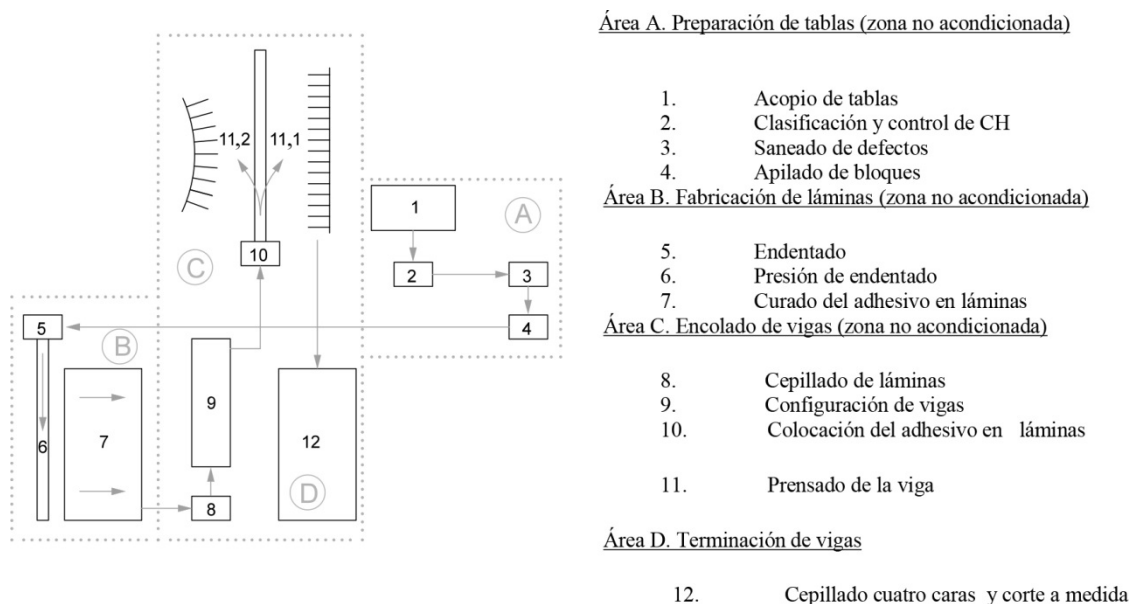 11,2
11,1
10
C
1
A
2
3
4
5
B
6
7
9
8
12
D
Área A. Preparación de tablas (zona no acondicionada)
1. Acopio de tablas
2. Clasificación y control de CH
3. Saneado de defectos
4. Apilado de bloques
Área B. Fabricación de láminas (zona no acondicionada)
5. Endentado
6. Presión de endentado
7. Curado del adhesivo en láminas
Área C. Encolado de vigas (zona no acondicionada)
8. Cepillado de láminas
9. Configuración de vigas
10. Colocación del adhesivo en láminas
11. Prensado de la viga
Área D. Terminación de vigas
12. Cepillado cuatro caras y corte a medida